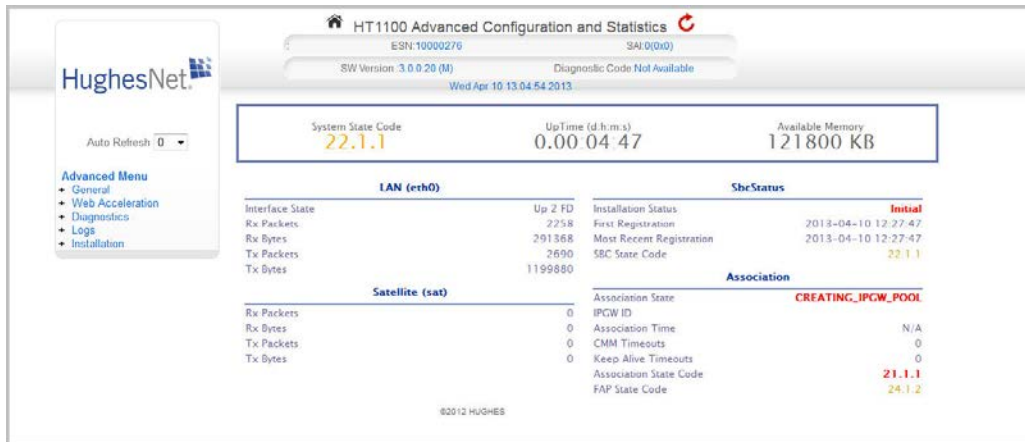 HT1100 Advanced Configuration and Statistics
ESN:10000276 SAI:0(0x0)
SW Version :3.0.0.20 (M) Diagnostic Code:Not Available
Wed Apr 10 13:04:54 2013
HughesNet.
Auto Refresh 0
Advanced Menu
General
Web Acceleration
Diagnostics
Logs
Installation
System State Code UpTime (d:h:m:s) Available Memory
22.1.1 0.00:04:47 121800 KB
LAN (eth0)
Interface State Up 2 FD
Rx Packets 2258
Rx Bytes 291368
Tx Packets 2690
Tx Bytes 1199880
Satellite (sat)
Rx Packets 0
Rx Bytes 0
Tx Packets 0
Tx Bytes 0
SbcStatus
Installation Status Initial
First Registration 2013-04-10 12:27:47
Most Recent Registration 2013-04-10 12:27:47
SBC State Code 22.1.1
Association
Association State CREATING_IPGW_POOL
IPGW ID
Association Time N/A
CMM Timeouts 0
Keep Alive Timeouts 0
Association State Code 21.1.1
FAP State Code 24.1.2
©2012 HUGHES